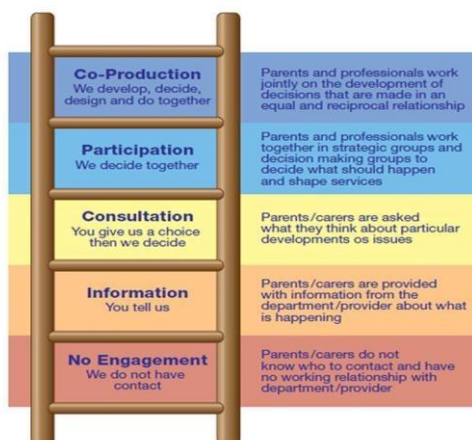 Co-Production
We develop, decide,
design and do together
Parents and professionals work
jointly on the development of
decisions that are made in an
equal and reciprocal relationship
Participation
We decide together
Parents and professionals work
together in strategic groups and
decision making groups to
decide what should happen
and shape services
Consultation
You give us a choice
then we decide
Parents/carers are asked
what they think about particular
developments os issues
Information
You tell us
Parents/carers are provided
with information from the
department/provider about what
is happening
No Engagement
We do not have
contact
Parents/carers do not
know who to contact and have
no working relationship with
department/provider